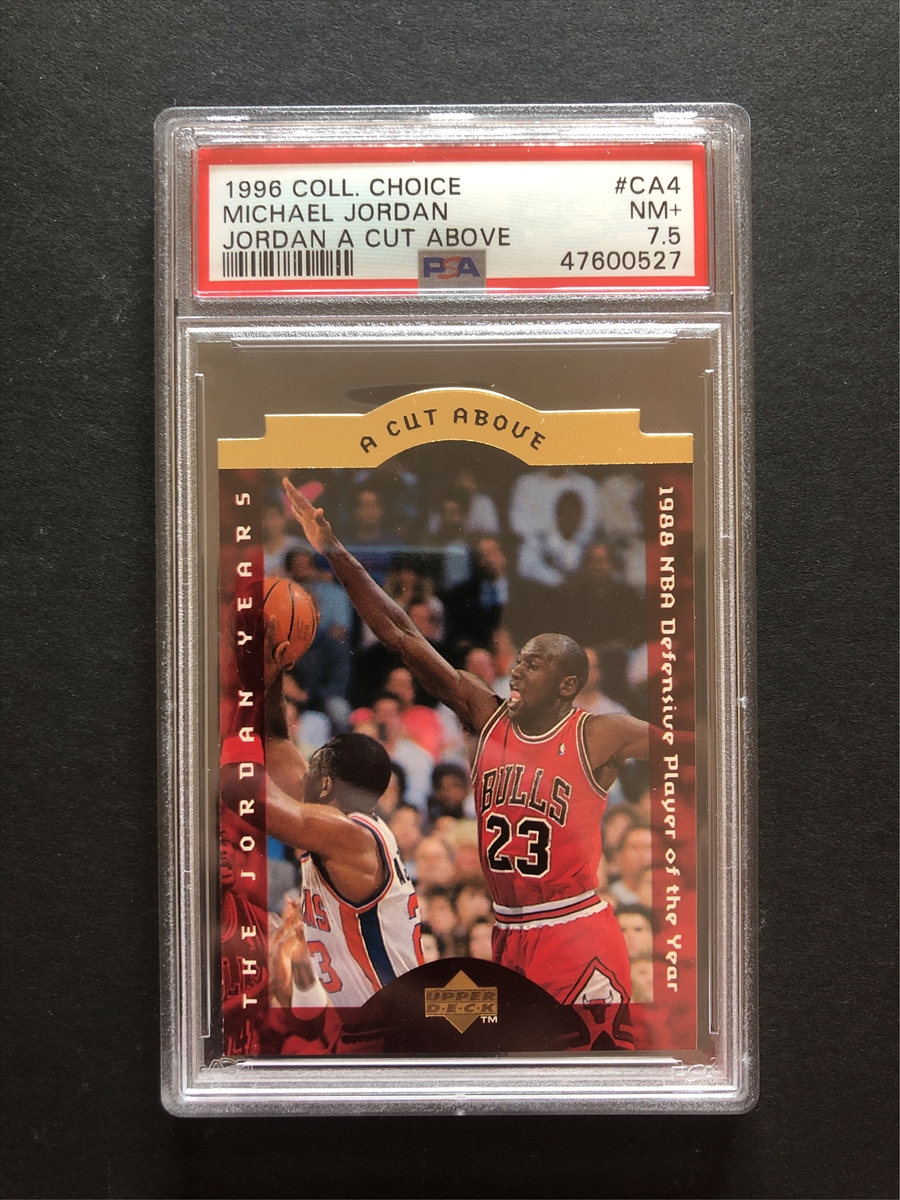 1996 COLL. CHOICE #CA4
MICHAEL JORDAN NM+
JORDAN A CUT ABOVE 7.5
PSA 47600527
A CUT ABOVE
THE JORDAN YEARS
1988 NBA Defensive Player of the Year
BULLS
23
UPPER
D·E·C·K
TM